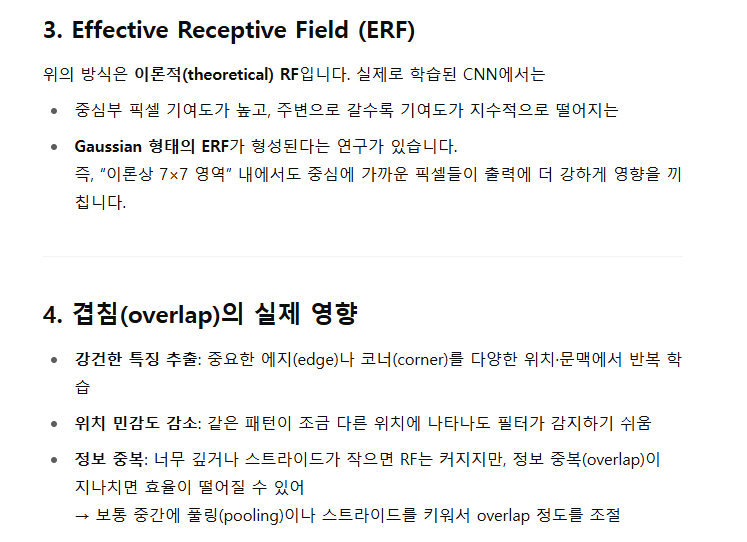 3. Effective Receptive Field (ERF)
위의 방식은 이론적(theoretical) RF입니다. 실제로 학습된 CNN에서는
• 중심부 픽셀 기여도가 높고, 주변으로 갈수록 기여도가 지수적으로 떨어지는
• Gaussian 형태의 ERF가 형성된다는 연구가 있습니다.
즉, “이론상 7×7 영역” 내에서도 중심에 가까운 픽셀들이 출력에 더 강하게 영향을 끼
칩니다.
4. 겹침(overlap)의 실제 영향
• 강건한 특징 추출: 중요한 에지(edge)나 코너(corner)를 다양한 위치·문맥에서 반복 학
습
• 위치 민감도 감소: 같은 패턴이 조금 다른 위치에 나타나도 필터가 감지하기 쉬움
• 정보 중복: 너무 깊거나 스트라이드가 작으면 RF는 커지지만, 정보 중복(overlap)이
지나치면 효율이 떨어질 수 있어
→ 보통 중간에 풀링(pooling)이나 스트라이드를 키워서 overlap 정도를 조절